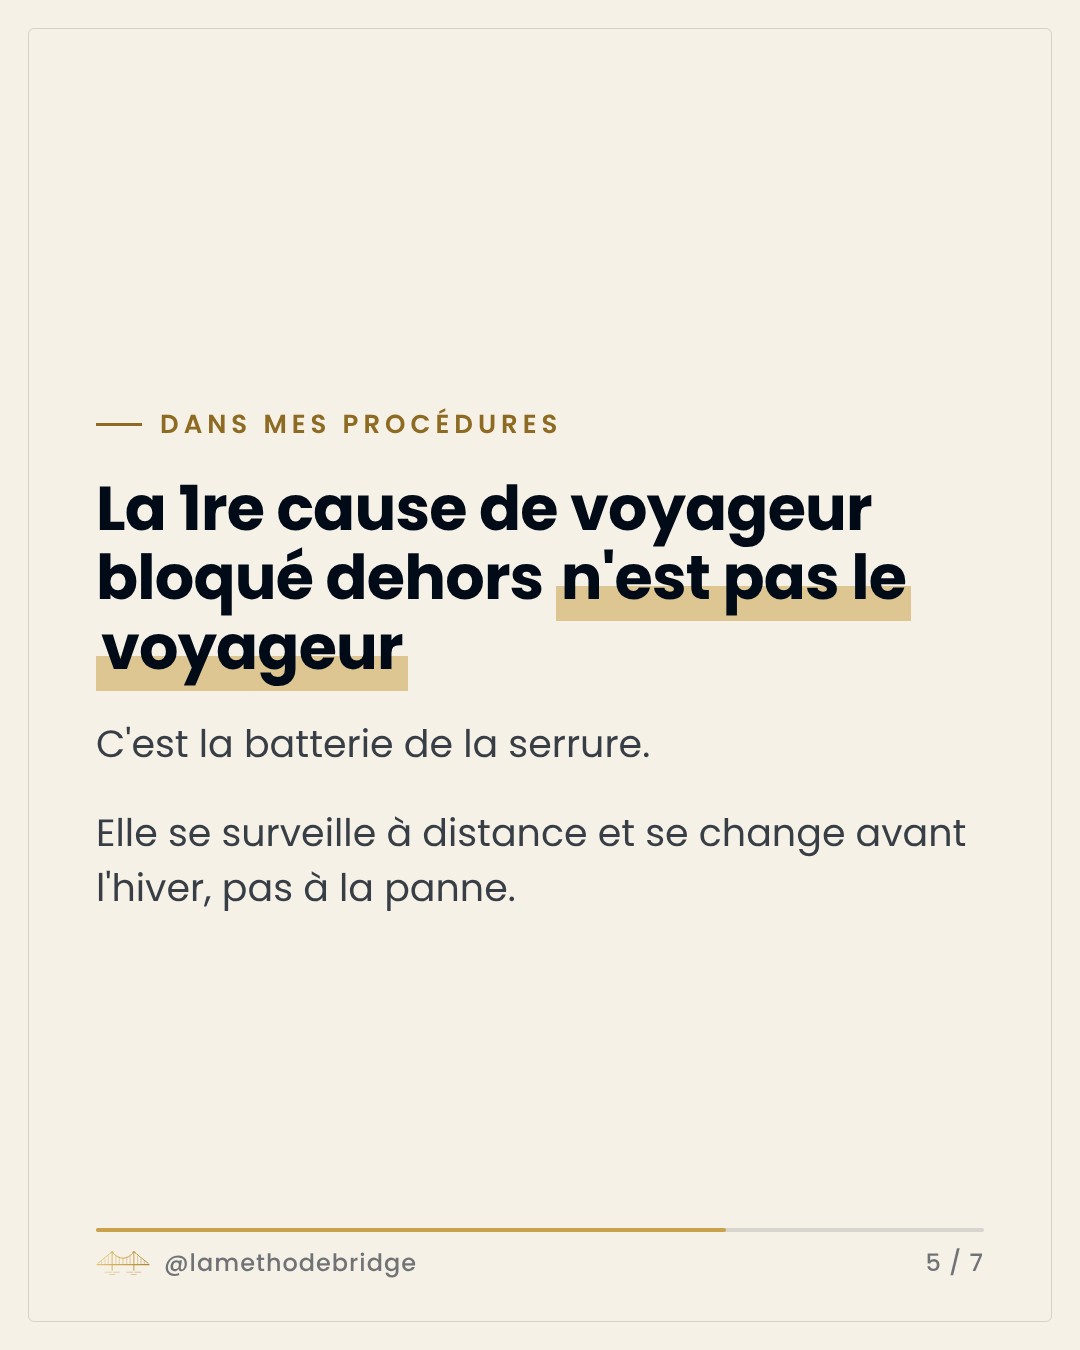 DANS MES PROCÉDURES
La 1re cause de voyageur
bloqué dehors n'est pas le
voyageur
C'est la batterie de la serrure.
Elle se surveille à distance et se change avant
l'hiver, pas à la panne.
@lamethodebridge
5 / 7